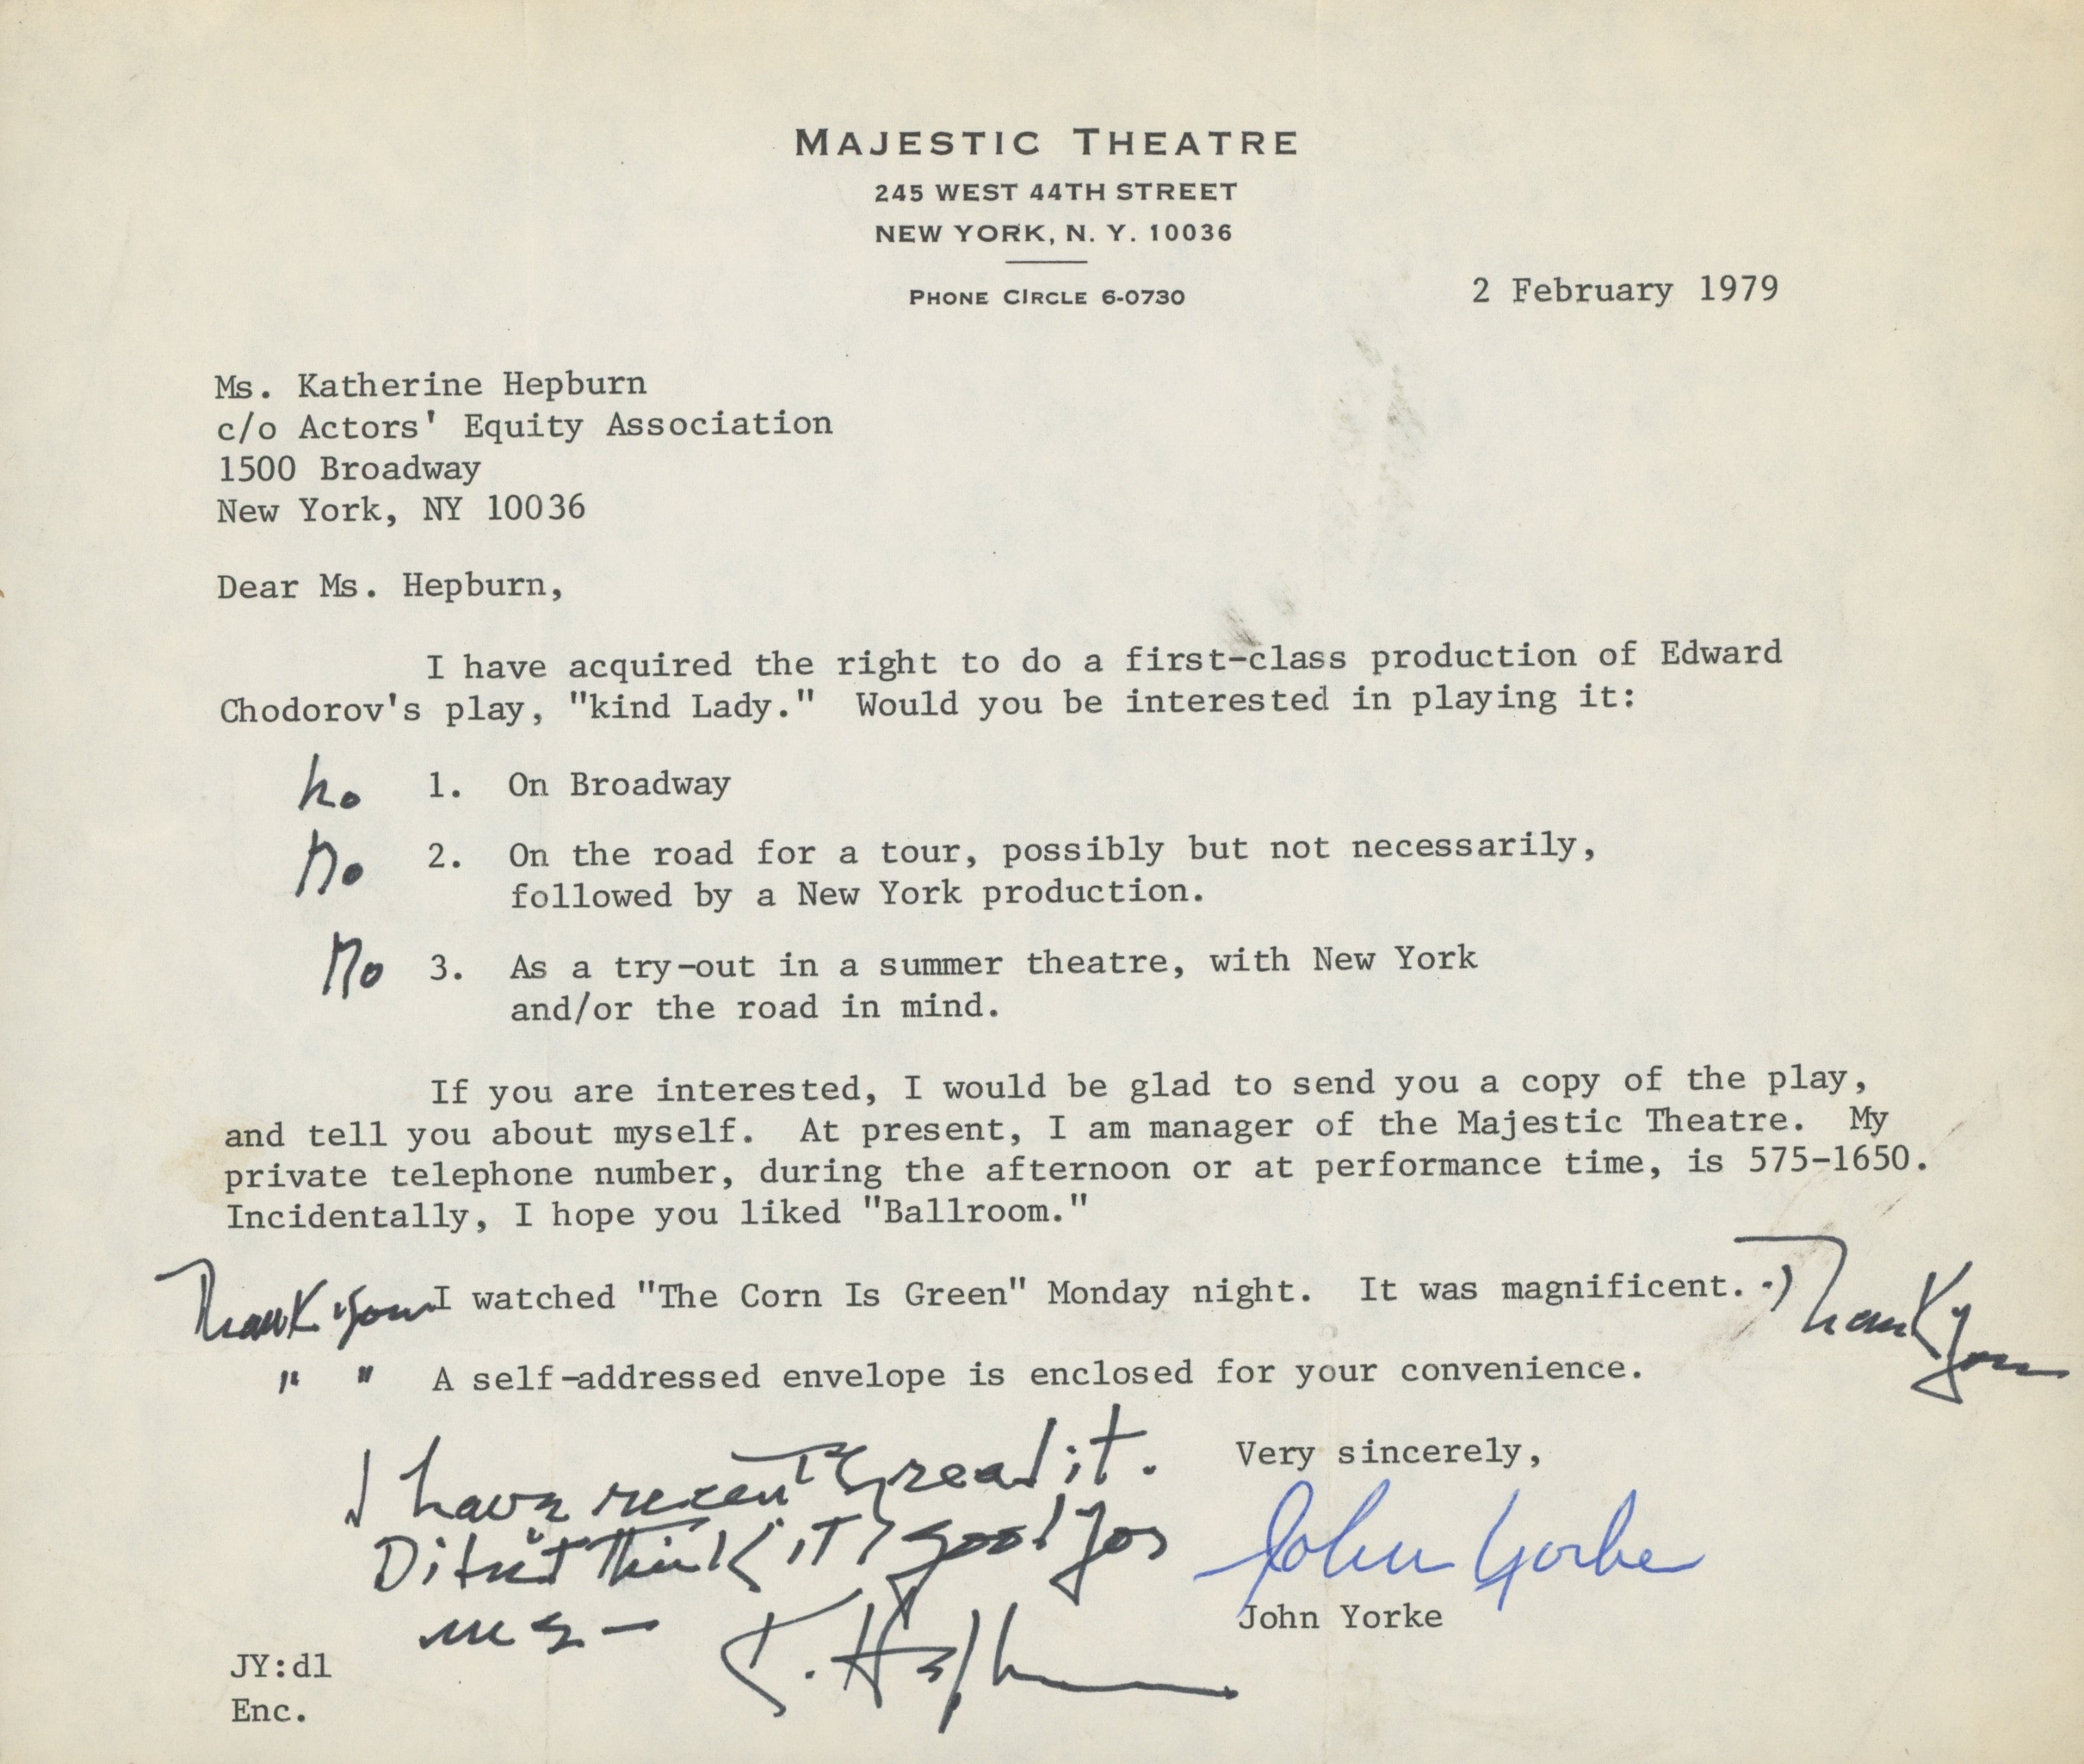 MAJESTIC THEATRE
245 WEST 44TH STREET
NEW YORK, N. Y. 10036
PHONE CIRCLE 6-0730
2 February 1979
Ms. Katherine Hepburn
c/o Actors' Equity Association
1500 Broadway
New York, NY 10036
Dear Ms. Hepburn,
I have acquired the right to do a first-class production of Edward
Chodorov's play, "kind Lady." Would you be interested in playing it:
No 1. On Broadway
No 2. On the road for a tour, possibly but not necessarily,
followed by a New York production.
No 3. As a try-out in a summer theatre, with New York
and/or the road in mind.
If you are interested, I would be glad to send you a copy of the play,
and tell you about myself. At present, I am manager of the Majestic Theatre. My
private telephone number, during the afternoon or at performance time, is 575-1650.
Incidentally, I hope you liked "Ballroom."
Thank you I watched "The Corn Is Green" Monday night. It was magnificent. Thank you
" " A self-addressed envelope is enclosed for your convenience.
I have recently read it.
Didn't think it good for
me —
K. Hepburn
Very sincerely,
John Yorke
John Yorke
JY:dl
Enc.